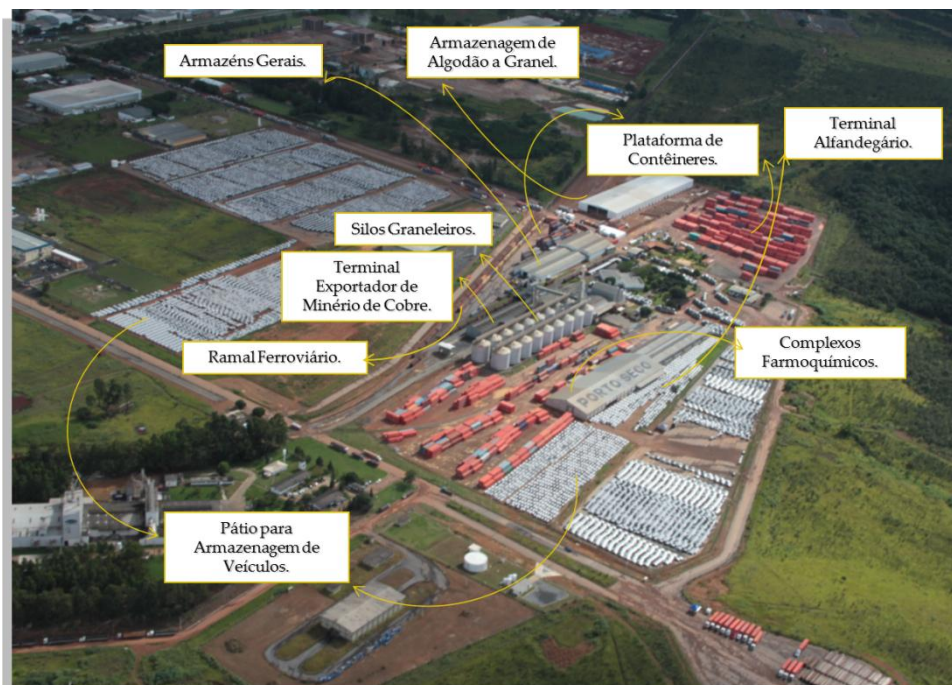 Armazéns Gerais.
Armazenagem de
Algodão a Granel.
Plataforma de
Contêineres.
Terminal
Alfandegário.
Silos Graneleiros.
Terminal
Exportador de
Minério de Cobre.
Ramal Ferroviário.
Complexos
Farmoquímicos.
PORTO SECO
Pátio para
Armazenagem de
Veículos.